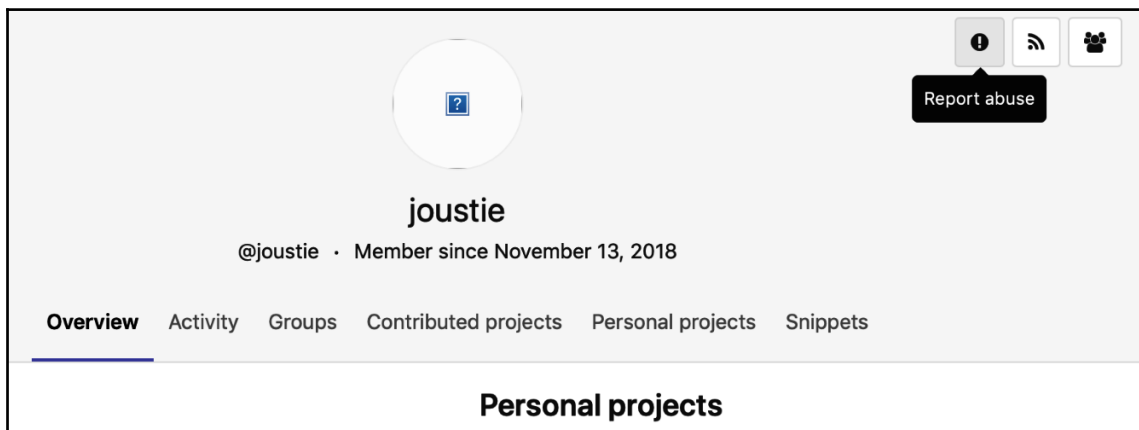 Report abuse
joustie
@joustie · Member since November 13, 2018
Overview Activity Groups Contributed projects Personal projects Snippets
Personal projects